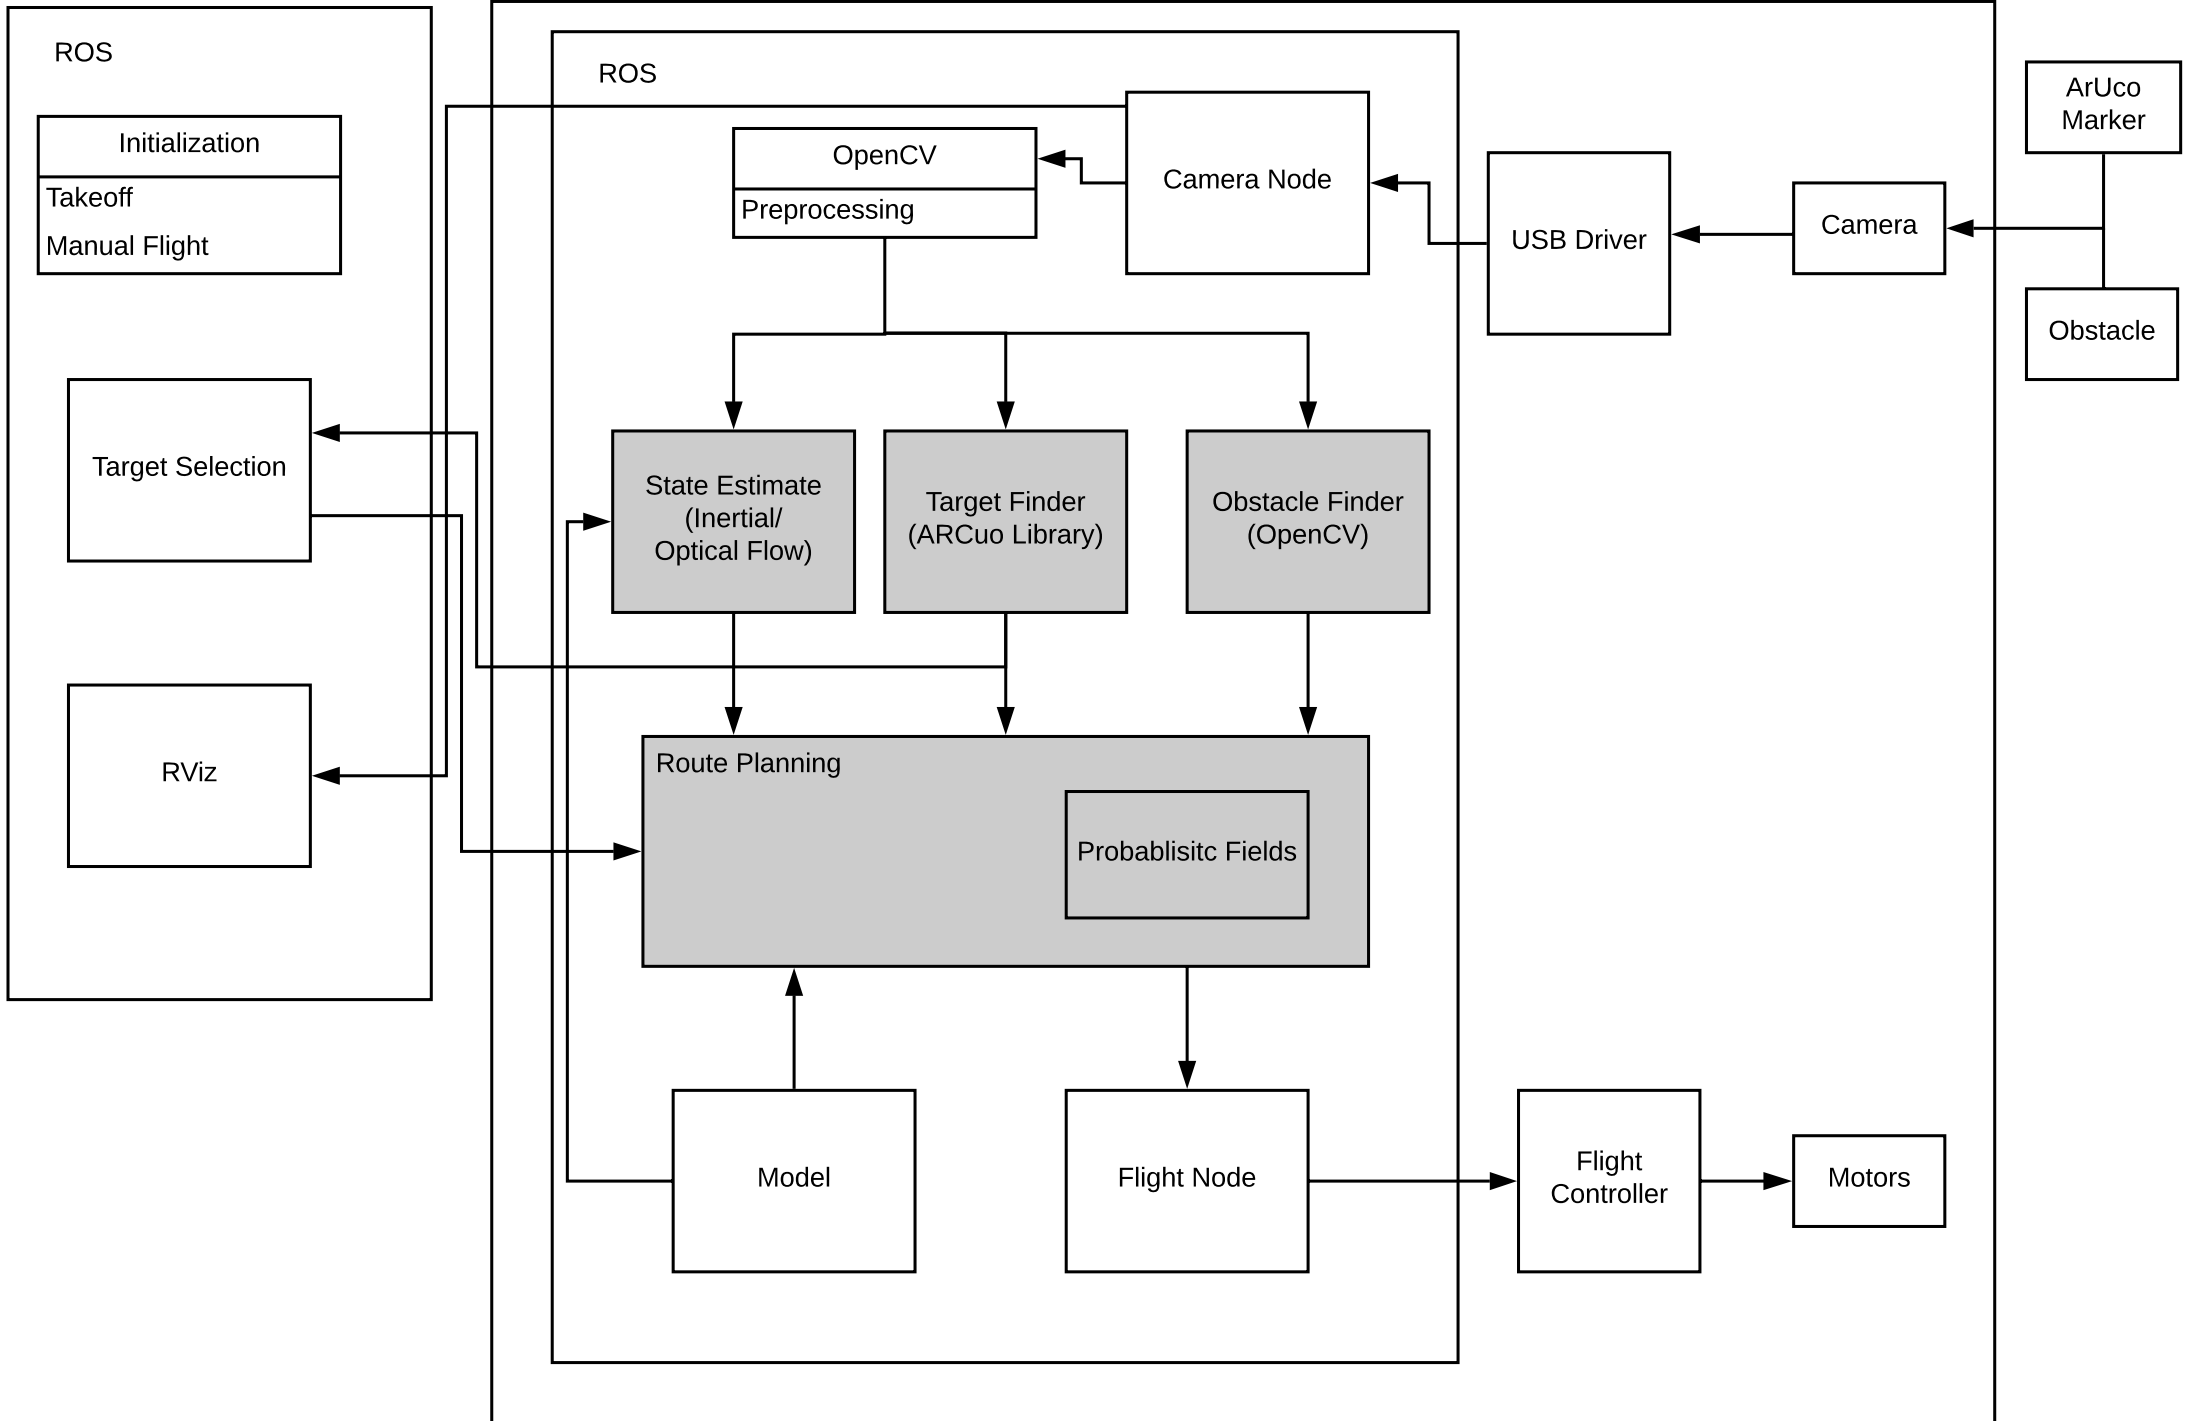 ROS
Initialization
Takeoff
Manual Flight
Target Selection
RViz
ROS
OpenCV
Preprocessing
Camera Node
USB Driver
Camera
ArUco
Marker
Obstacle
State Estimate
(Inertial/
Optical Flow)
Target Finder
(ARCuo Library)
Obstacle Finder
(OpenCV)
Route Planning
Probablisitc Fields
Model
Flight Node
Flight
Controller
Motors